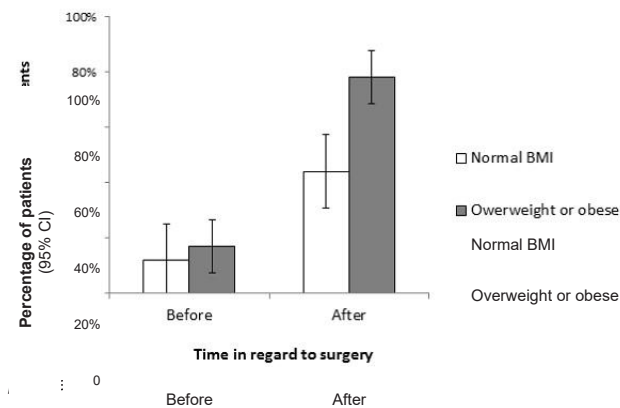 100%
80%
100%
80%
60%
40%
20%
0
Percentage of patients
(95% CI)
nts
Normal BMI
Owerweight or obese
Normal BMI
Overweight or obese
Before After
Time in regard to surgery
Before After